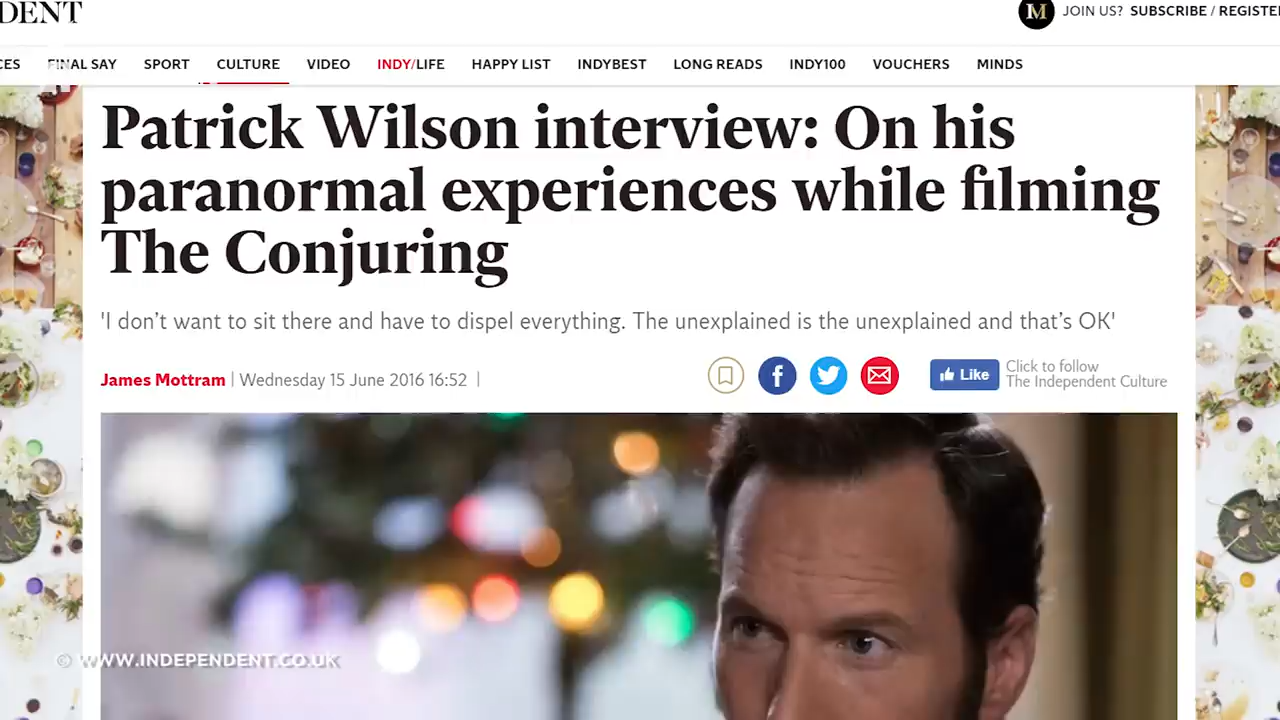 DENT
M JOIN US? SUBSCRIBE / REGISTE
CES FINAL SAY SPORT CULTURE VIDEO INDY/LIFE HAPPY LIST INDYBEST LONG READS INDY100 VOUCHERS MINDS
Patrick Wilson interview: On his
paranormal experiences while filming
The Conjuring
'I don’t want to sit there and have to dispel everything. The unexplained is the unexplained and that’s OK'
James Mottram | Wednesday 15 June 2016 16:52 |
f Like
Click to follow
The Independent Culture
© WWW.INDEPENDENT.CO.UK